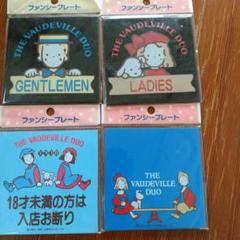 ファンシープレート
THE VAUDEVILLE DUO
GENTLEMEN
ファンシープレート
THE VAUDEVILLE DUO
LADIES
ファンシープレート
THE VAUDEVILLE DUO
18才未満の方は
入店お断り
ファンシープレート
THE
VAUDEVILLE
DUO